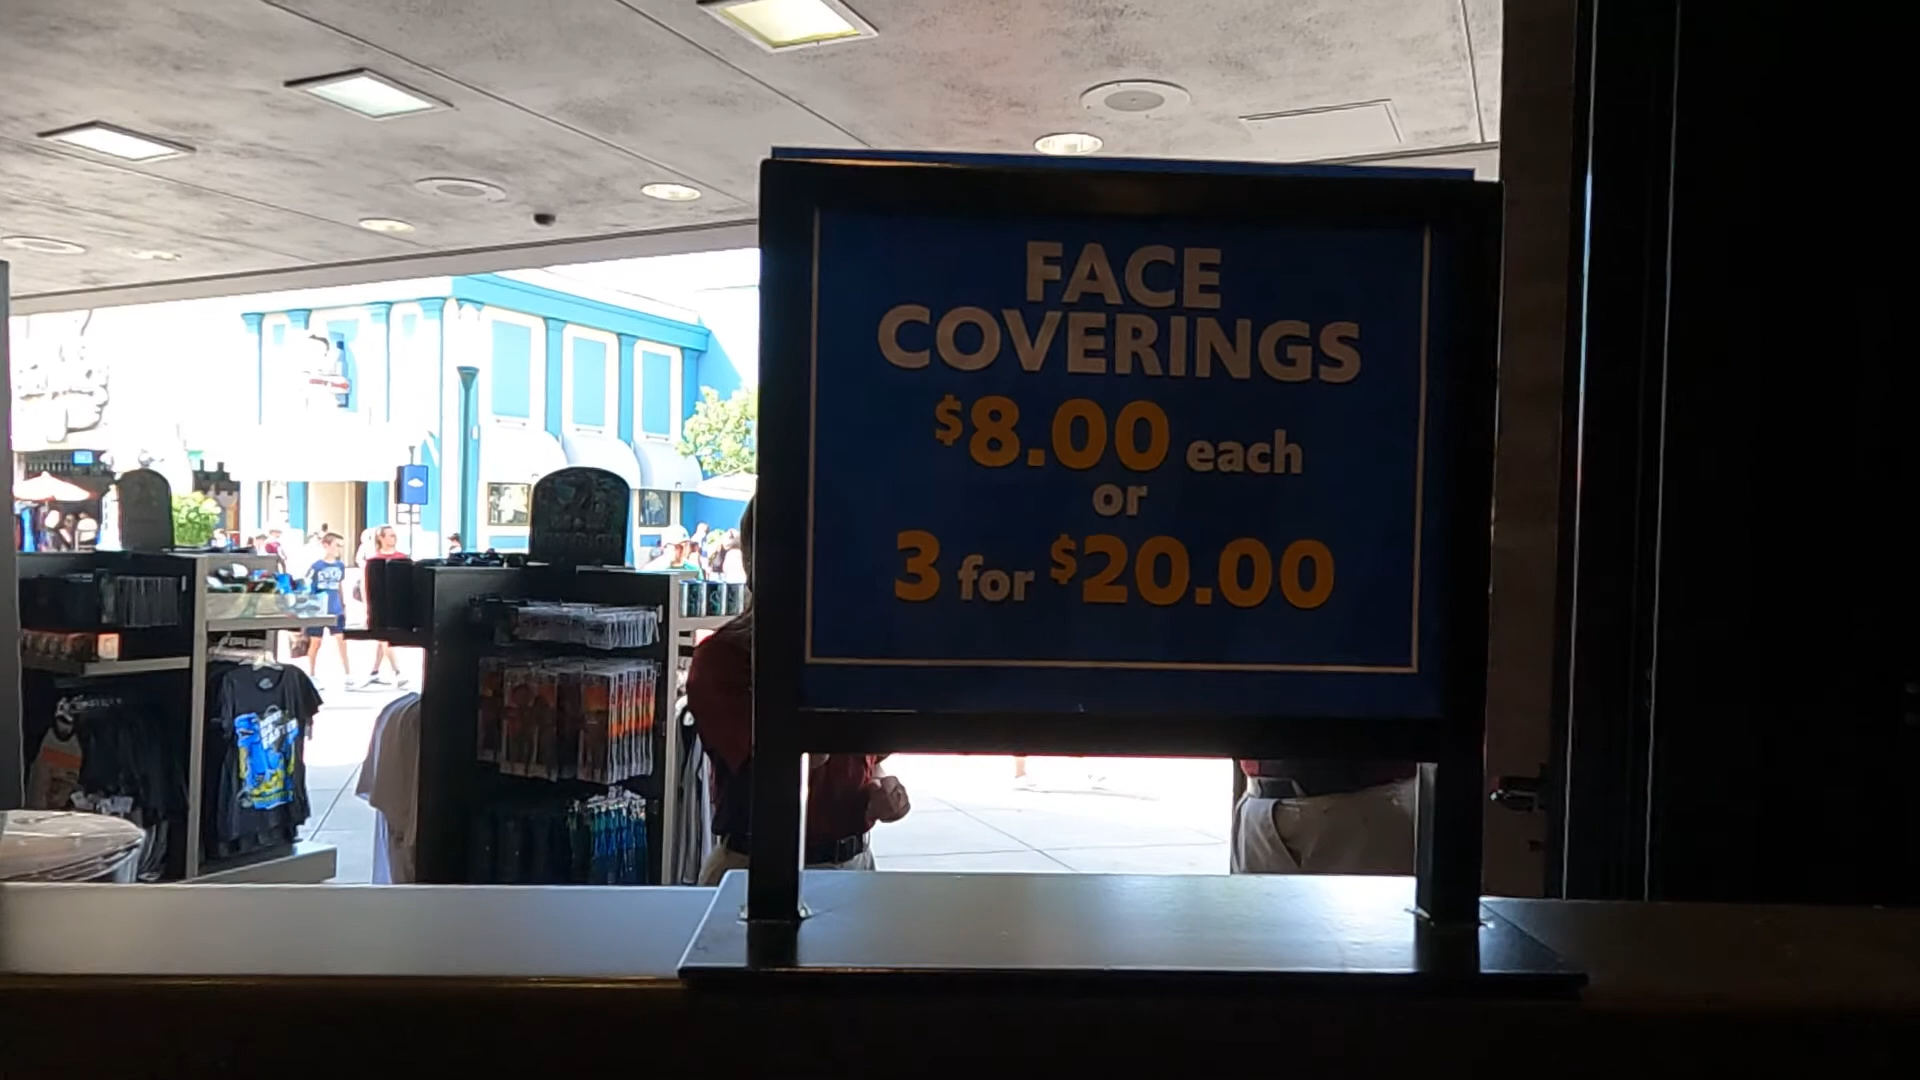 FACE
COVERINGS
$8.00 each
or
3 for $20.00